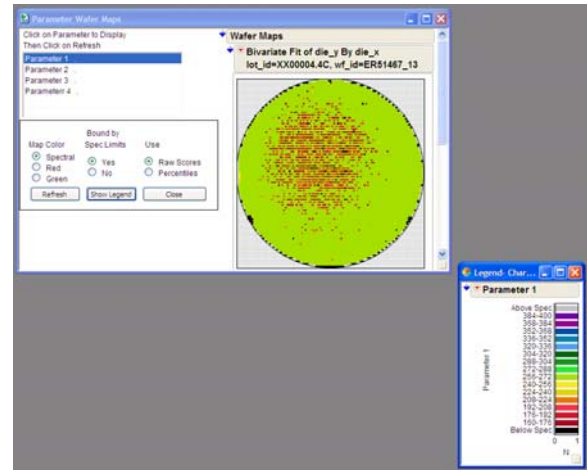 Parameter Wafer Maps
Click on Parameter to Display
Then Click on Refresh
Parameter 1
Parameter 2
Parameter 3
Parameterr 4
Map Color
Spectral
Red
Green
Bound by
Spec Limits
Yes
No
Use
Raw Scores
Percentiles
Refresh
Show Legend
Close
Wafer Maps
Bivariate Fit of die_y By die_x
lot_id=XX00004.4C, wf_id=ER51467_13
Legend- Char...
Parameter 1
Parameter 1
Above Spec
384-400
368-384
352-368
336-352
320-336
304-320
288-304
272-288
256-272
240-256
224-240
208-224
192-208
176-192
160-176
Below Spec
0 1
N